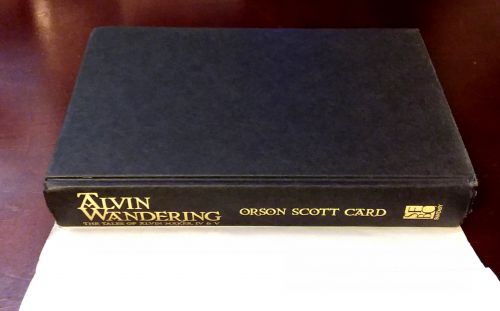 ALVIN
WANDERING
THE TALES OF ALVIN MAKER, IV & V
ORSON SCOTT CARD